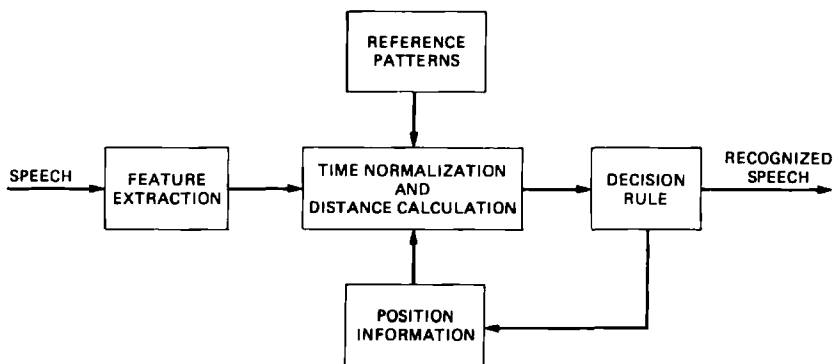 REFERENCE
PATTERNS
SPEECH
FEATURE
EXTRACTION
TIME NORMALIZATION
AND
DISTANCE CALCULATION
DECISION
RULE
RECOGNIZED
SPEECH
POSITION
INFORMATION